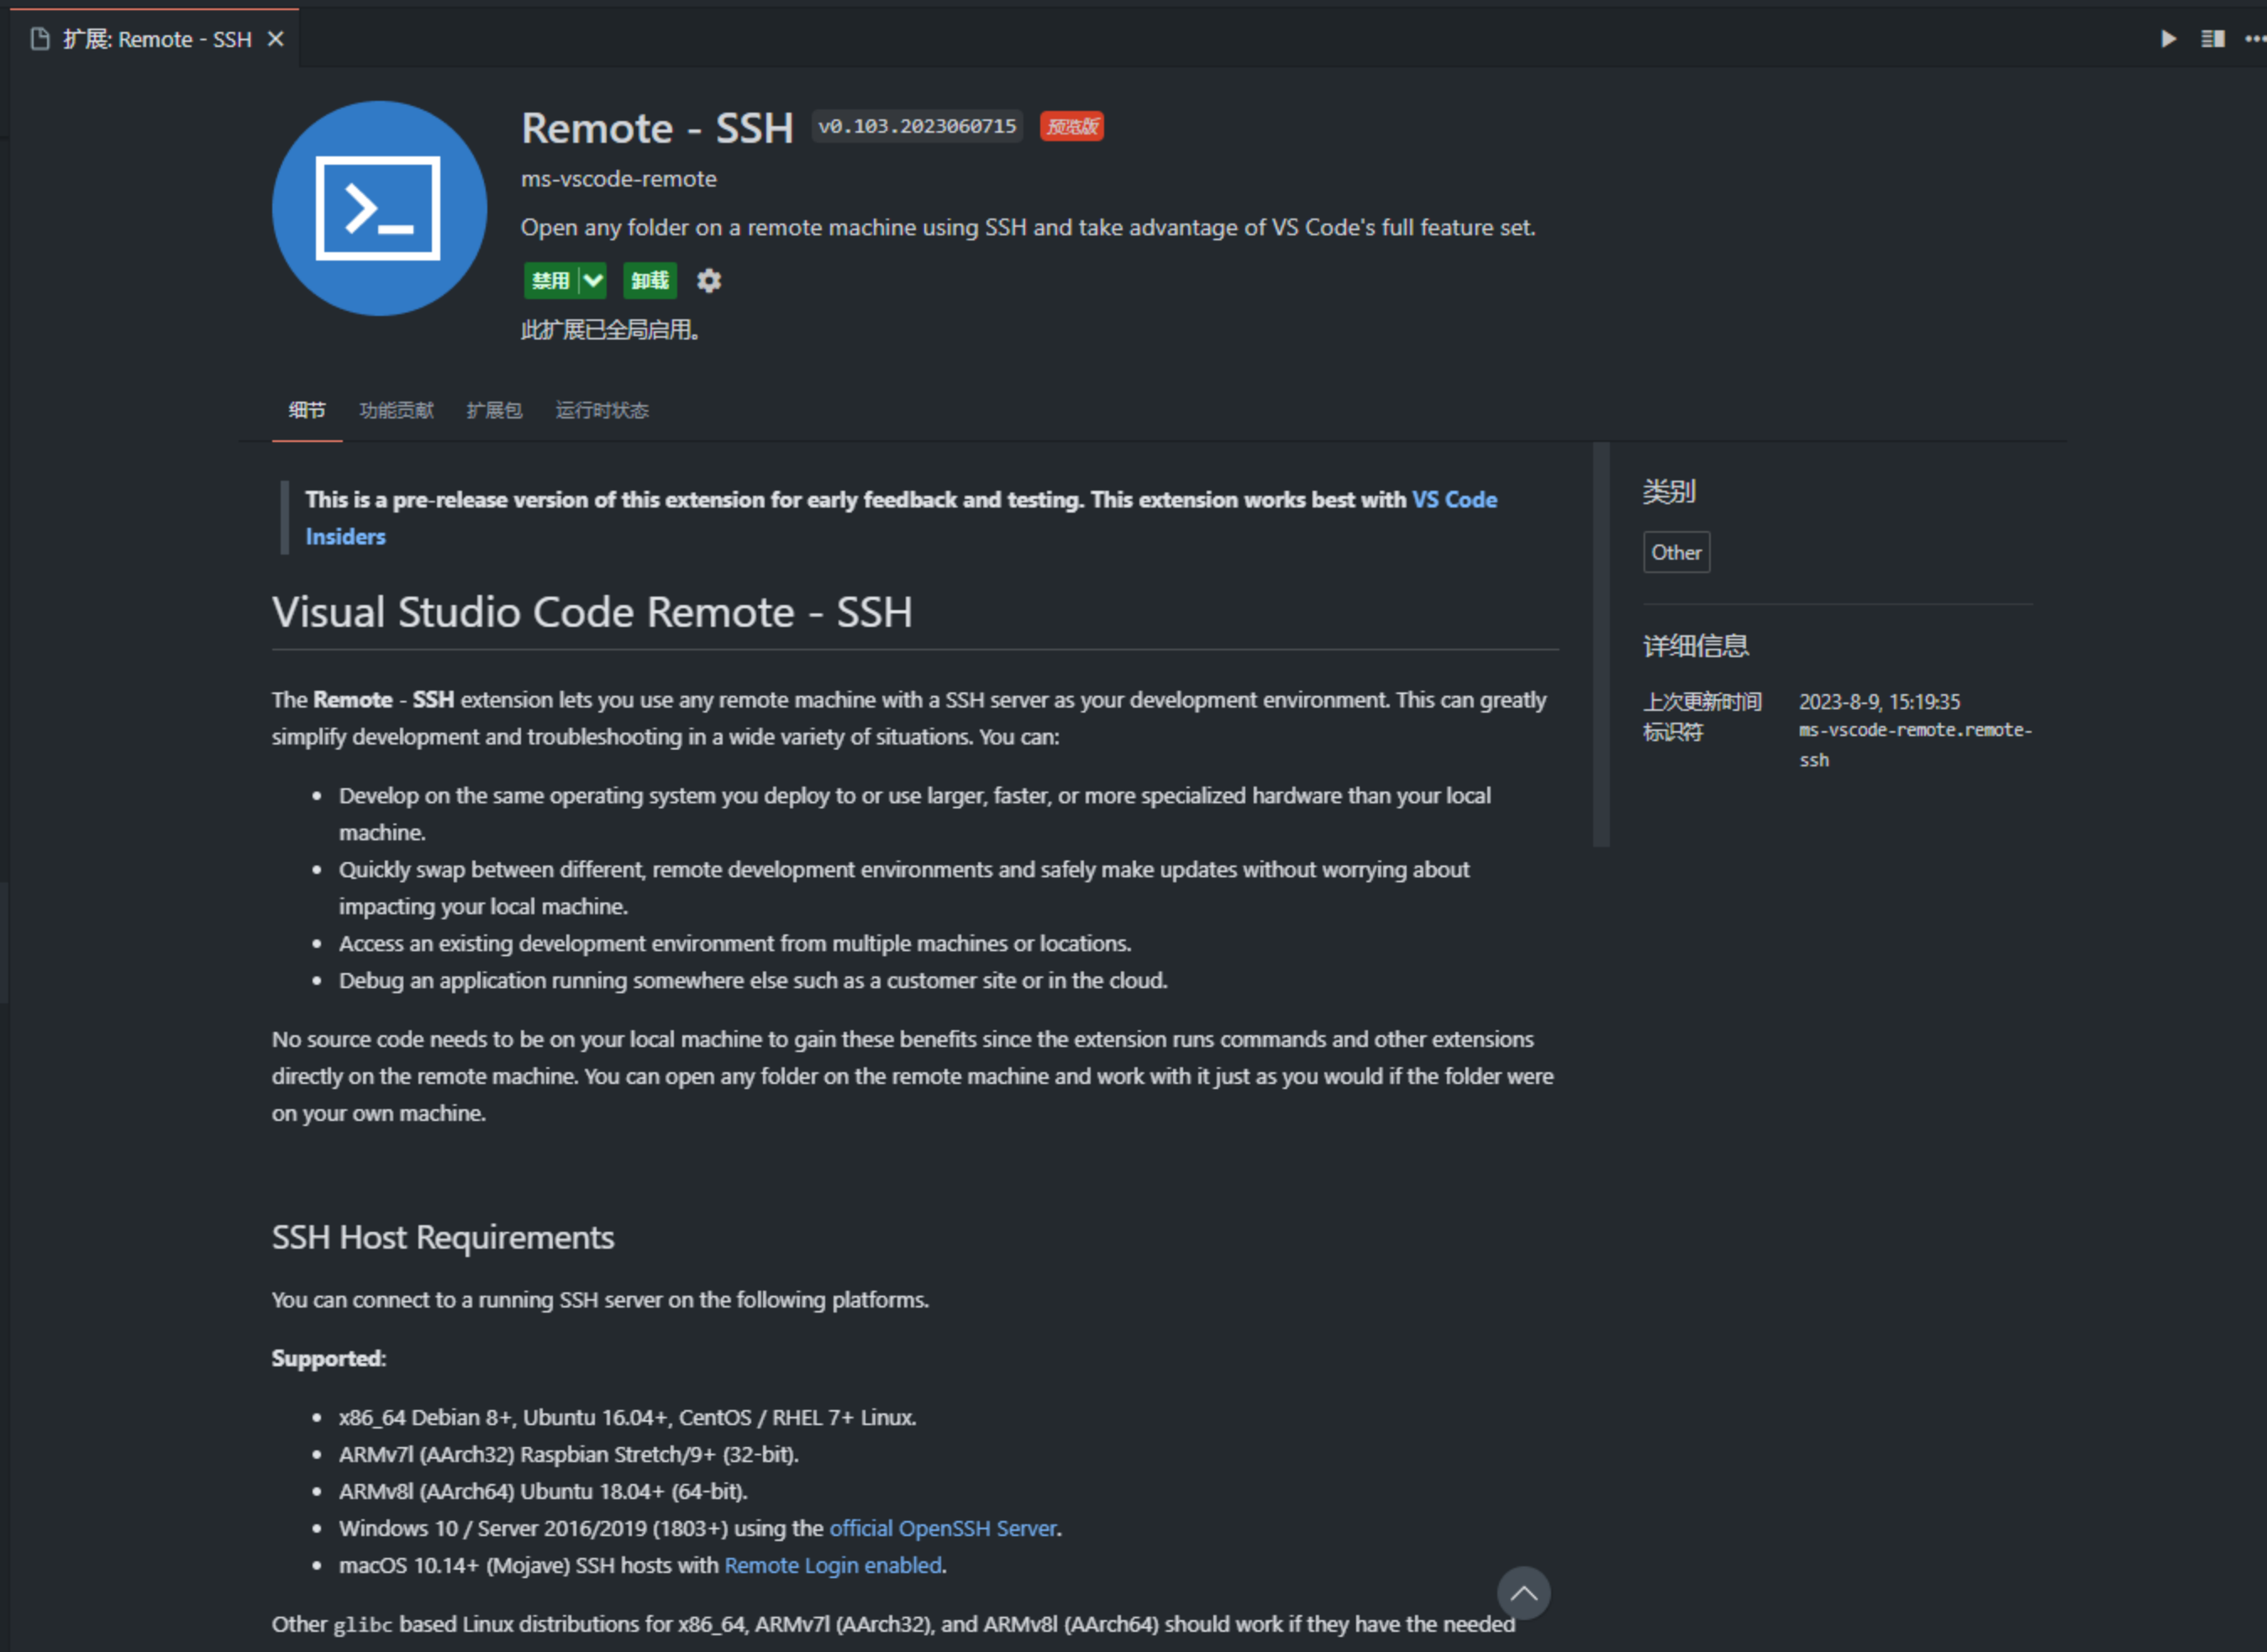 扩展: Remote - SSH
Remote - SSH v0.103.2023060715 预览版
ms-vscode-remote
Open any folder on a remote machine using SSH and take advantage of VS Code's full feature set.
禁用 卸载
此扩展已全局启用。
细节 功能贡献 扩展包 运行时状态
This is a pre-release version of this extension for early feedback and testing. This extension works best with VS Code
Insiders
Visual Studio Code Remote - SSH
The Remote - SSH extension lets you use any remote machine with a SSH server as your development environment. This can greatly
simplify development and troubleshooting in a wide variety of situations. You can:
• Develop on the same operating system you deploy to or use larger, faster, or more specialized hardware than your local
machine.
• Quickly swap between different, remote development environments and safely make updates without worrying about
impacting your local machine.
• Access an existing development environment from multiple machines or locations.
• Debug an application running somewhere else such as a customer site or in the cloud.
No source code needs to be on your local machine to gain these benefits since the extension runs commands and other extensions
directly on the remote machine. You can open any folder on the remote machine and work with it just as you would if the folder were
on your own machine.
SSH Host Requirements
You can connect to a running SSH server on the following platforms.
Supported:
• x86_64 Debian 8+, Ubuntu 16.04+, CentOS / RHEL 7+ Linux.
• ARMv7l (AArch32) Raspbian Stretch/9+ (32-bit).
• ARMv8l (AArch64) Ubuntu 18.04+ (64-bit).
• Windows 10 / Server 2016/2019 (1803+) using the official OpenSSH Server.
• macOS 10.14+ (Mojave) SSH hosts with Remote Login enabled.
Other glibc based Linux distributions for x86_64, ARMv7l (AArch32), and ARMv8l (AArch64) should work if they have the needed
类别
Other
详细信息
上次更新时间 2023-8-9, 15:19:35
标识符 ms-vscode-remote.remote-
ssh